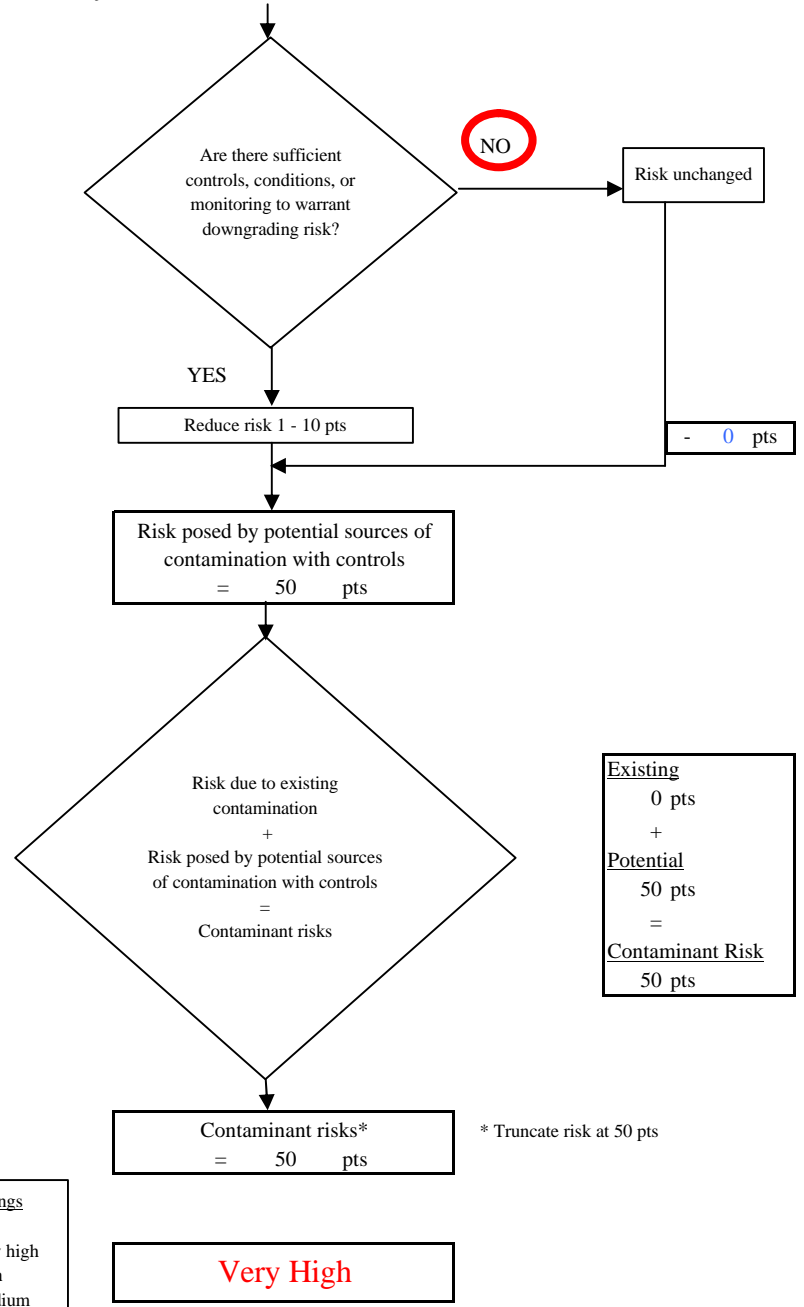 Are there sufficient
controls, conditions, or
monitoring to warrant
downgrading risk?
NO
Risk unchanged
YES
Reduce risk 1 - 10 pts
- 0 pts
Risk posed by potential sources of
contamination with controls
= 50 pts
Risk due to existing
contamination
+
Risk posed by potential sources
of contamination with controls
=
Contaminant risks
Existing
0 pts
+
Potential
50 pts
=
Contaminant Risk
50 pts
Contaminant risks*
= 50 pts
* Truncate risk at 50 pts
high
Very High